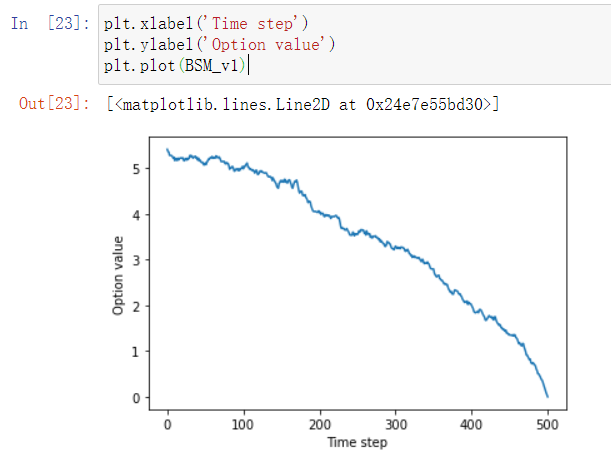 In [23]: plt.xlabel('Time step')
plt.ylabel('Option value')
plt.plot(BSM_v1)
Out[23]: [<matplotlib.lines.Line2D at 0x24e7e55bd30>]
5
4
3
2
1
0
Option value
0 100 200 300 400 500
Time step